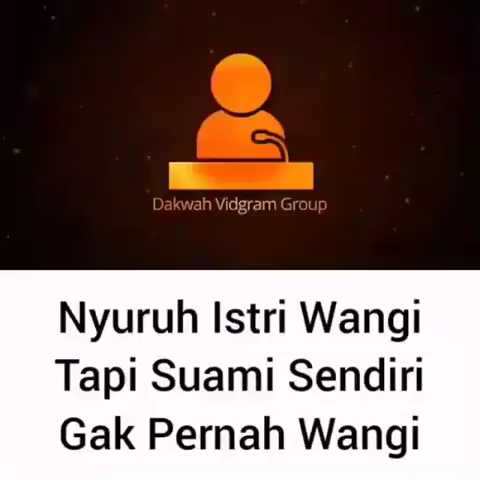 Dakwah Vidgram Group
Nyuruh Istri Wangi
Tapi Suami Sendiri
Gak Pernah Wangi